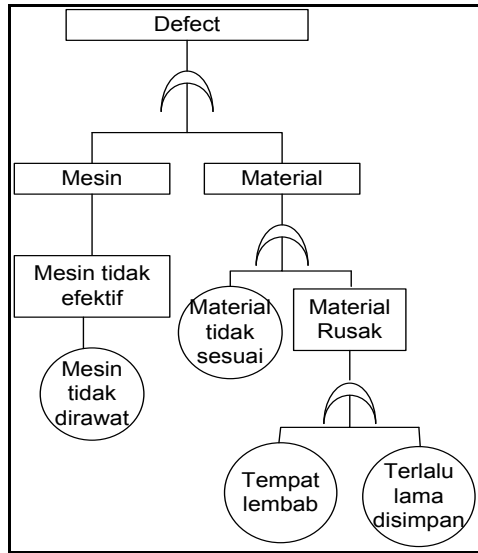 Defect
Mesin
Material
Mesin tidak
efektif
Material
tidak
sesuai
Material
Rusak
Mesin
tidak
dirawat
Tempat
lembab
Terlalu
lama
disimpan